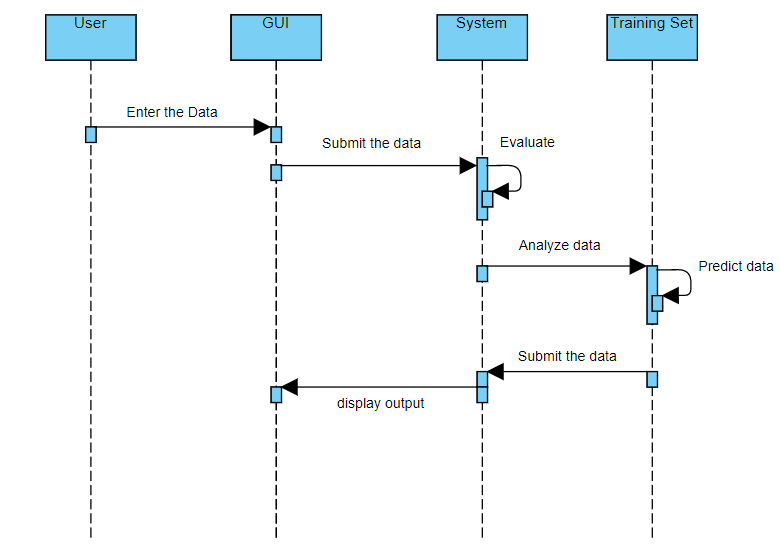 User
GUI
System
Training Set
Enter the Data
Submit the data
Evaluate
Analyze data
Predict data
Submit the data
display output